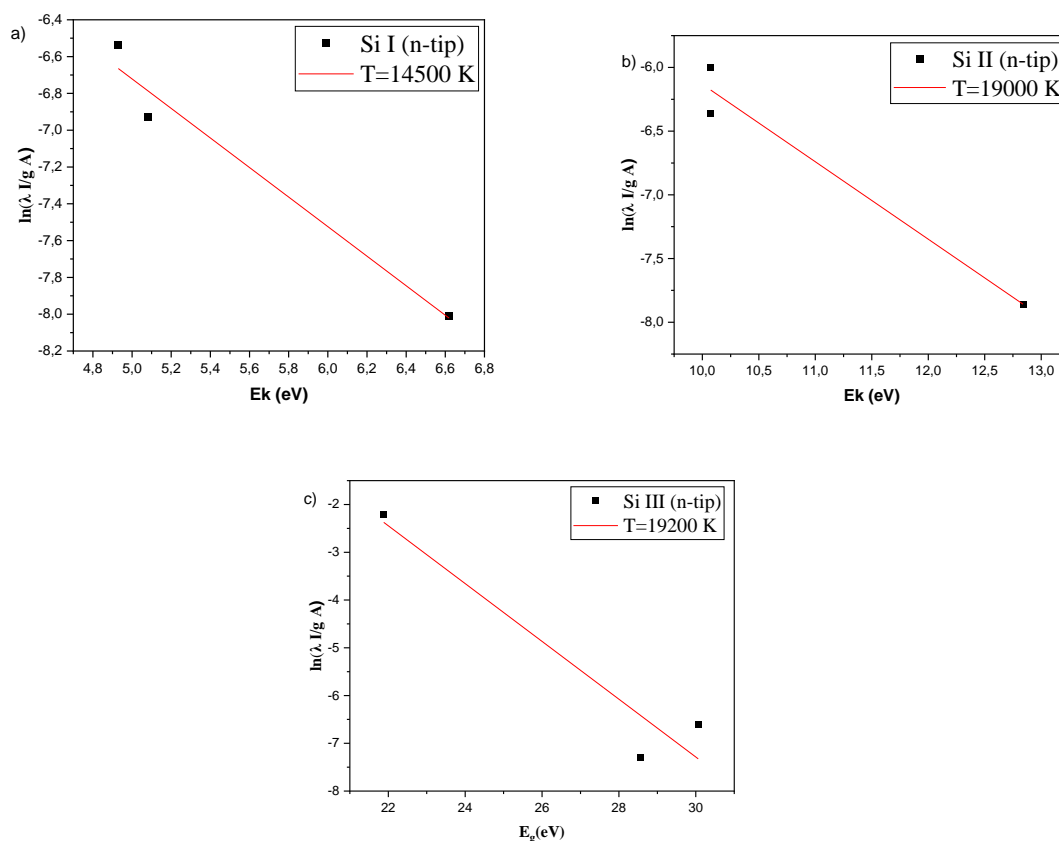 a)
Si I (n-tip)
T=14500 K
-6,4
-6,6
-6,8
-7,0
-7,2
-7,4
-7,6
-7,8
-8,0
-8,2
ln(λ I/g A)
4,8 5,0 5,2 5,4 5,6 5,8 6,0 6,2 6,4 6,6 6,8
Ek (eV)
b)
Si II (n-tip)
T=19000 K
-6,0
-6,5
-7,0
-7,5
-8,0
ln(λ I/g A)
10,0 10,5 11,0 11,5 12,0 12,5 13,0
Ek (eV)
c)
Si III (n-tip)
T=19200 K
-2
-3
-4
-5
-6
-7
-8
ln(λ I/g A)
22 24 26 28 30
Eg(eV)